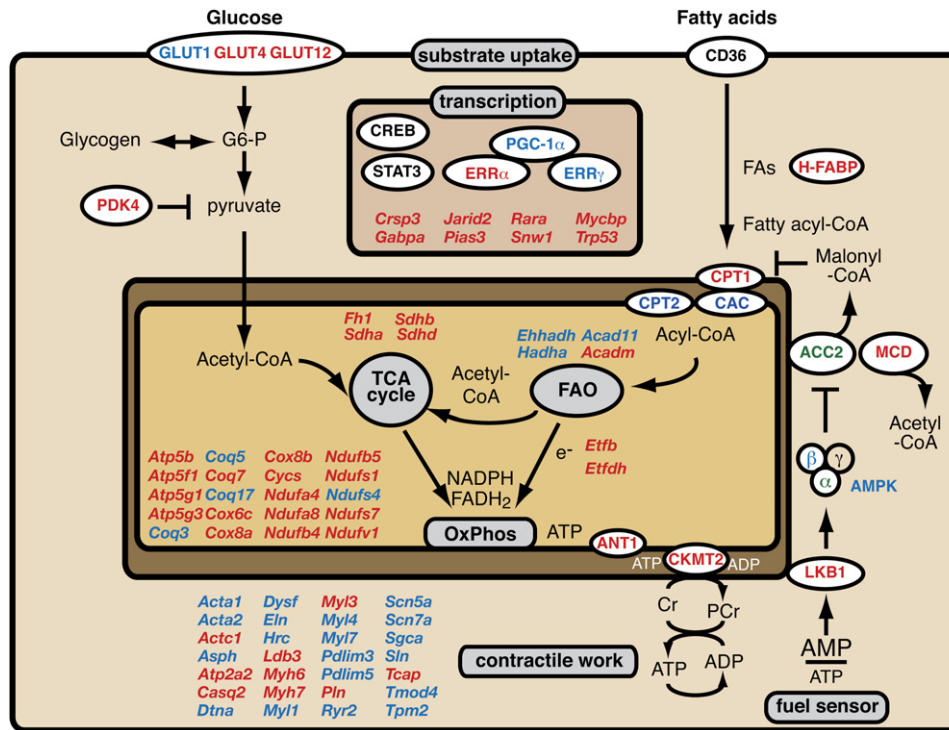 Glucose
Fatty acids
GLUT1 GLUT4 GLUT12
substrate uptake
CD36
transcription
CREB
PGC-1α
STAT3
ERRα
ERRγ
Glycogen
G6-P
FAs
H-FABP
PDK4
pyruvate
Crsp3 Jarid2 Rara Mycbp
Gabpa Pias3 Snw1 Trp53
Fatty acyl-CoA
Malonyl
-CoA
CPT1
CPT2
CAC
Fh1 Sdhb
Sdha Sdhd
Ehhadh Acad11
Hadha Acadm
Acyl-CoA
ACC2
MCD
Acetyl-CoA
TCA
cycle
Acetyl-
CoA
FAO
Acetyl
-CoA
Atp5b Coq5 Cox8b Ndufb5
Atp5f1 Coq7 Cycs Ndufs1
Atp5g1 Coq17 Ndufa4 Ndufs4
Atp5g3 Cox6c Ndufa8 Ndufs7
Coq3 Cox8a Ndufb4 Ndufv1
e-
Etfb
Etfdh
β γ
α
AMPK
NADPH
FADH2
OxPhos
ATP
ANT1
ATP
CKMT2
ADP
LKB1
Acta1 Dysf Myl3 Scn5a
Acta2 Eln Myl4 Scn7a
Actc1 Hrc Myl7 Sgca
Asph Ldb3 Pdlim3 Sln
Atp2a2 Myh6 Pdlim5 Tcap
Casq2 Myh7 Pln Tmod4
Dtna Myl1 Ryr2 Tpm2
Cr
PCr
contractile work
ATP
ADP
AMP
ATP
fuel sensor